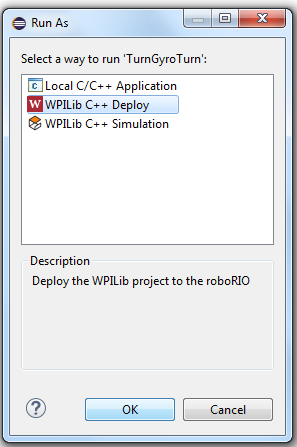 Run As
Select a way to run 'TurnGyroTurn':
Local C/C++ Application
WPILib C++ Deploy
WPILib C++ Simulation
Description
Deploy the WPILib project to the roboRIO
OK
Cancel